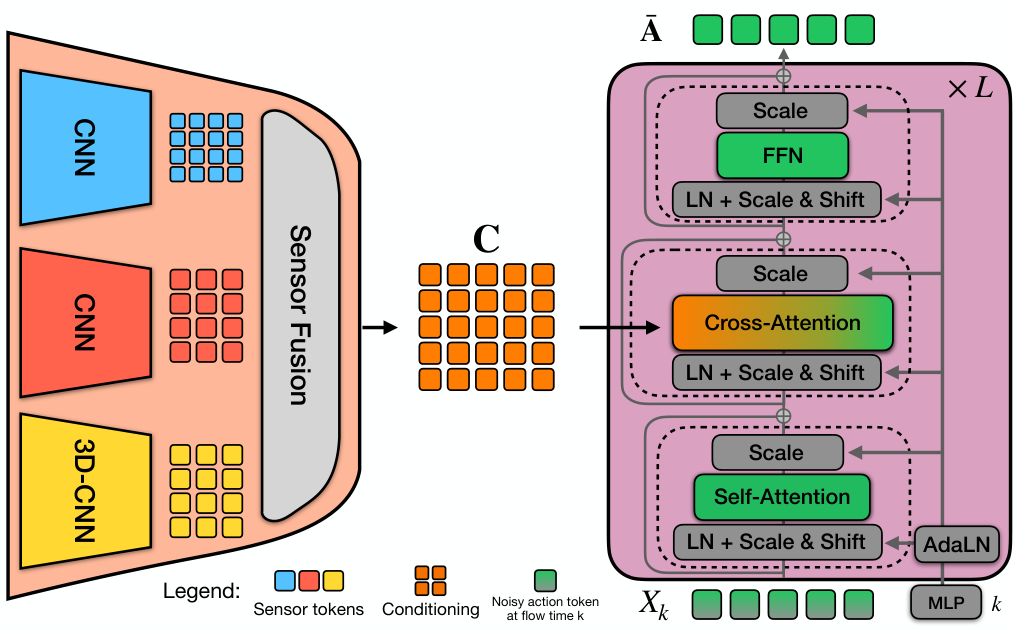 CNN
CNN
3D-CNN
Sensor Fusion
C
Ā
× L
Scale
FFN
LN + Scale & Shift
Scale
Cross-Attention
LN + Scale & Shift
Scale
Self-Attention
LN + Scale & Shift
AdaLN
X_k
MLP
k
Legend:
Sensor tokens
Conditioning
Noisy action token
at flow time k